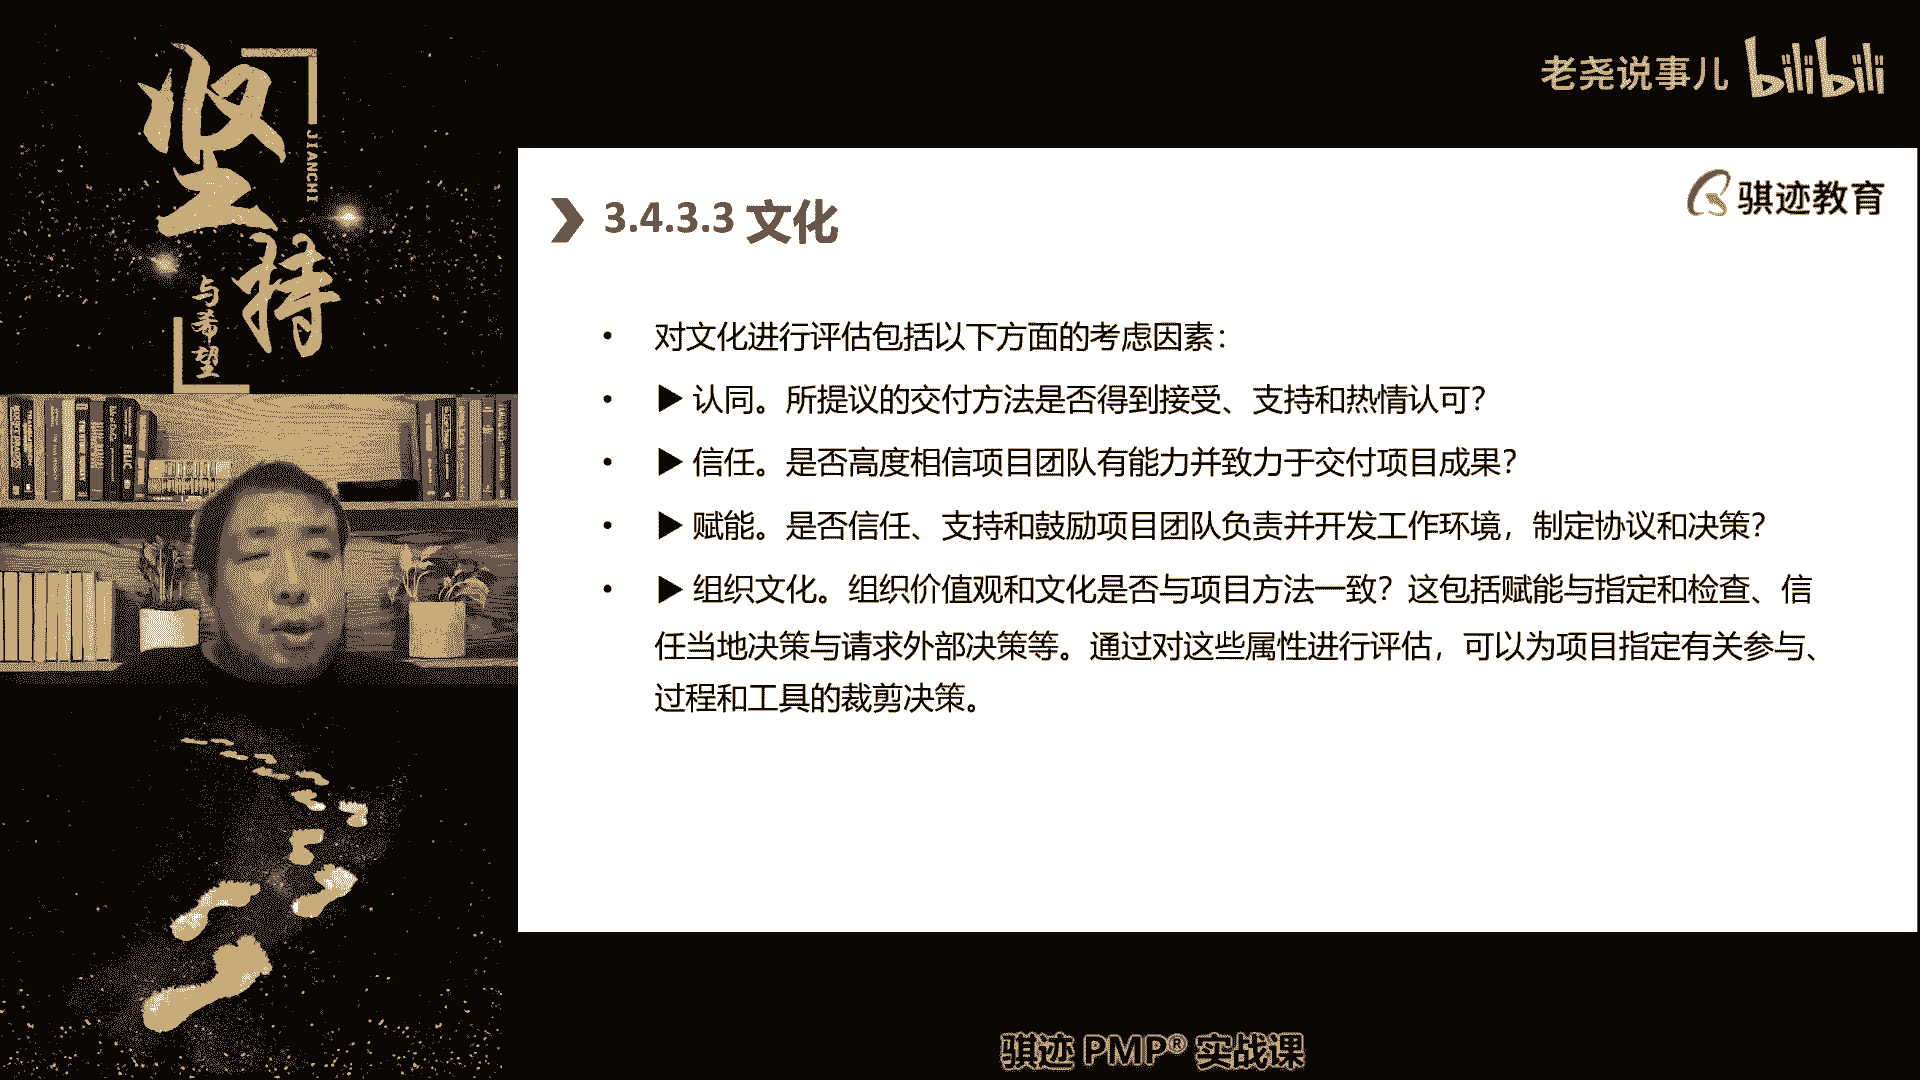 坚持
JIANCHI
与希望
老尧说事儿 bilibili
骐迹教育
3.4.3.3 文化
• 对文化进行评估包括以下方面的考虑因素：
• ▶ 认同。所提议的交付方法是否得到接受、支持和热情认可？
• ▶ 信任。是否高度相信项目团队有能力并致力于交付项目成果？
• ▶ 赋能。是否信任、支持和鼓励项目团队负责并开发工作环境，制定协议和决策？
• ▶ 组织文化。组织价值观和文化是否与项目方法一致？这包括赋能与指定和检查、信
任当地决策与请求外部决策等。通过对这些属性进行评估，可以为项目指定有关参与、
过程和工具的裁剪决策。
骐迹 PMP® 实战课